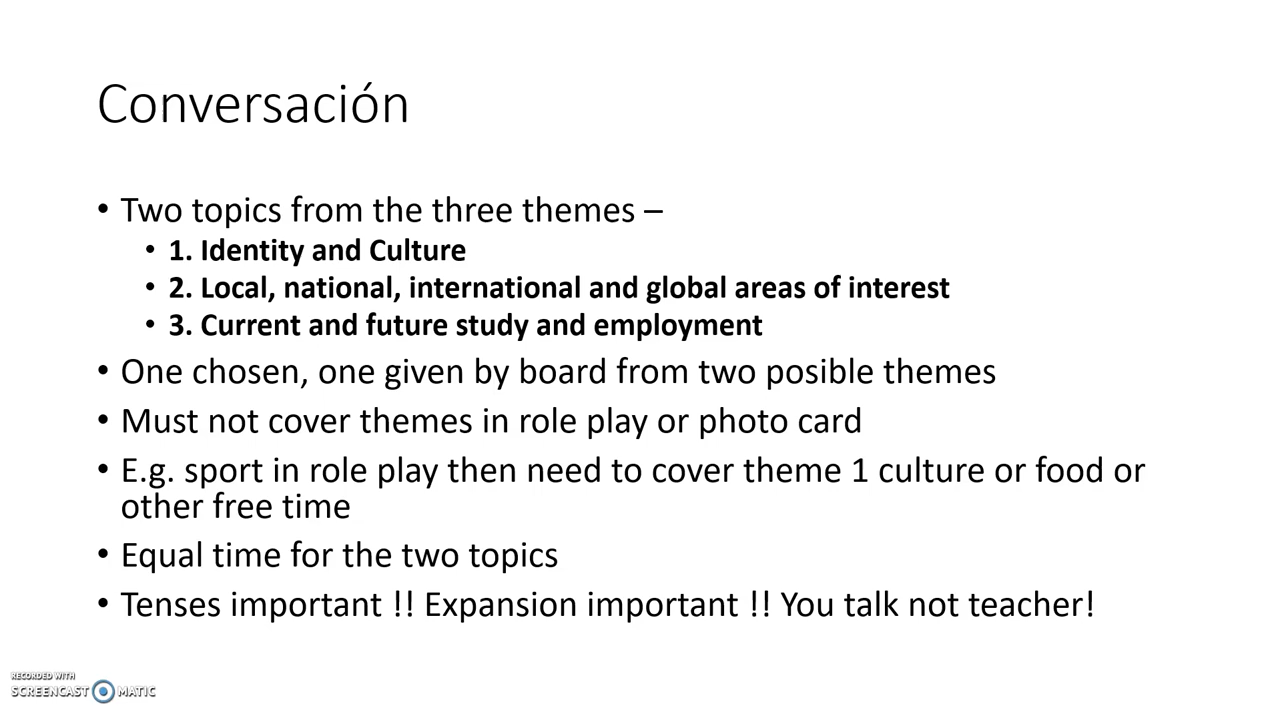 Conversación
• Two topics from the three themes –
• 1. Identity and Culture
• 2. Local, national, international and global areas of interest
• 3. Current and future study and employment
• One chosen, one given by board from two posible themes
• Must not cover themes in role play or photo card
• E.g. sport in role play then need to cover theme 1 culture or food or
other free time
• Equal time for the two topics
• Tenses important !! Expansion important !! You talk not teacher!
RECORDED WITH
SCREENCAST MATIC